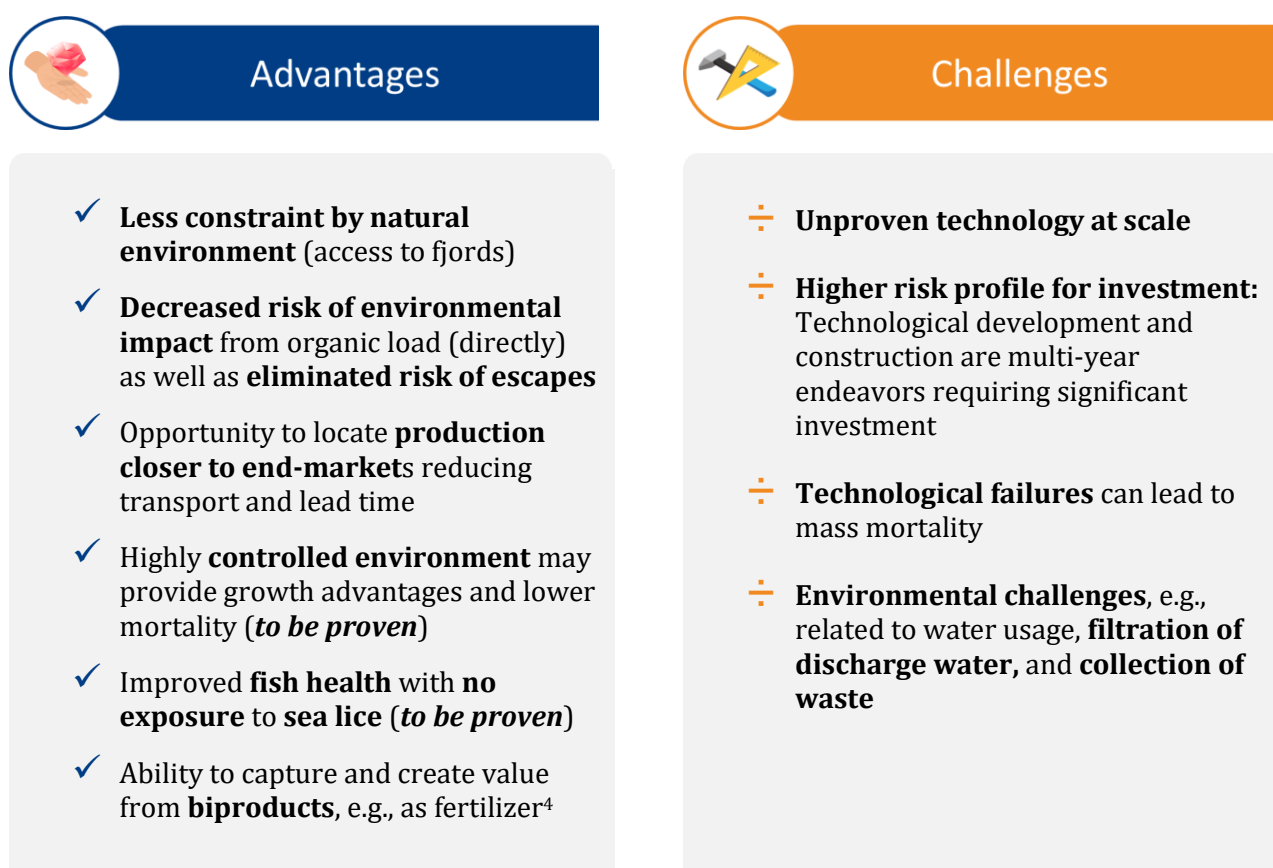 Advantages
✓ Less constraint by natural
environment (access to fjords)
✓ Decreased risk of environmental
impact from organic load (directly)
as well as eliminated risk of escapes
✓ Opportunity to locate production
closer to end-markets reducing
transport and lead time
✓ Highly controlled environment may
provide growth advantages and lower
mortality (to be proven)
✓ Improved fish health with no
exposure to sea lice (to be proven)
✓ Ability to capture and create value
from biproducts, e.g., as fertilizer⁴
Challenges
÷ Unproven technology at scale
÷ Higher risk profile for investment:
Technological development and
construction are multi-year
endeavors requiring significant
investment
÷ Technological failures can lead to
mass mortality
÷ Environmental challenges, e.g.,
related to water usage, filtration of
discharge water, and collection of
waste